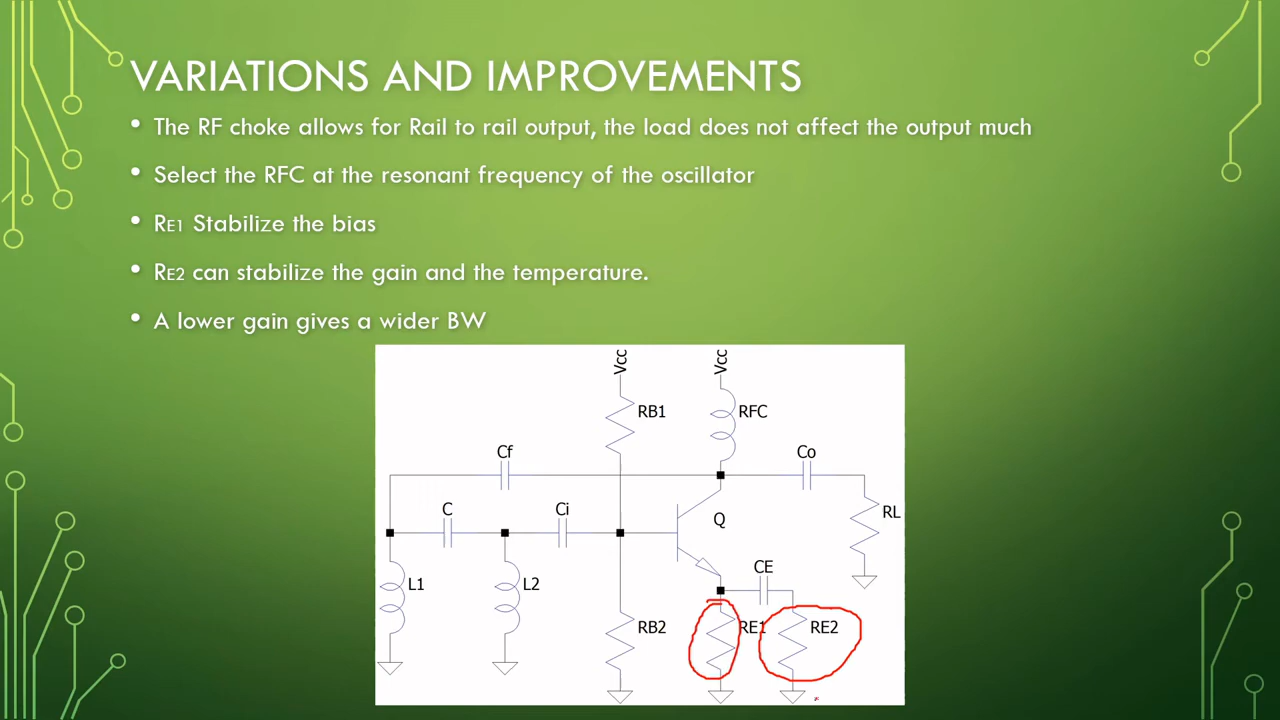 VARIATIONS AND IMPROVEMENTS
• The RF choke allows for Rail to rail output, the load does not affect the output much
• Select the RFC at the resonant frequency of the oscillator
• RE1 Stabilize the bias
• RE2 can stabilize the gain and the temperature.
• A lower gain gives a wider BW
Vcc Vcc
RB1 RFC
Cf Co
C Ci Q RL
CE
L1 L2
RB2 RE1 RE2